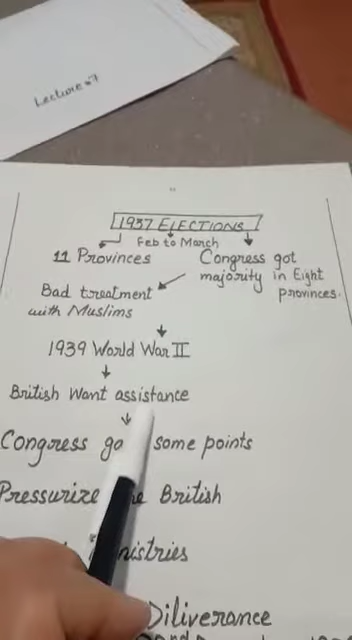 Lecture #7
1937 ELECTIONS
Feb to March
11 Provinces
Congress got
majority in Eight
provinces.
Bad treatment
with Muslims
1939 World War II
British Want assistance
Congress some points
Pressurize British
Diliverance